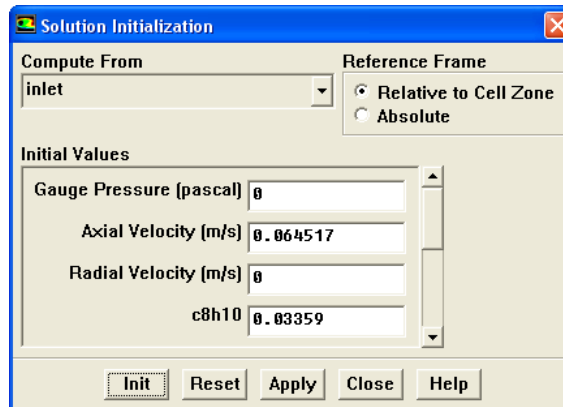 Solution Initialization
Compute From
Reference Frame
inlet
Relative to Cell Zone
Absolute
Initial Values
Gauge Pressure (pascal) 0
Axial Velocity (m/s) 0.064517
Radial Velocity (m/s) 0
c8h10 0.03359
Init Reset Apply Close Help